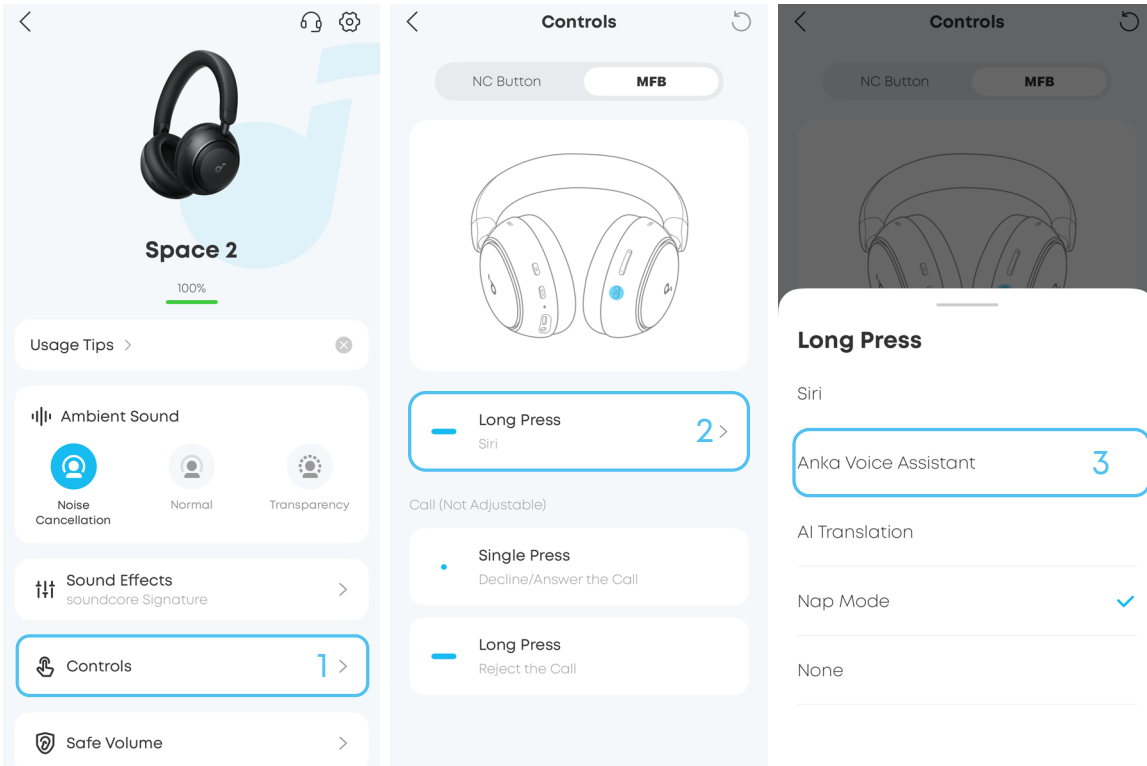 Space 2
100%
Usage Tips
Ambient Sound
Noise
Cancellation
Normal
Transparency
Sound Effects
soundcore Signature
Controls
1
Safe Volume
Controls
NC Button
MFB
Long Press
Siri
2
Call (Not Adjustable)
Single Press
Decline/Answer the Call
Long Press
Reject the Call
Controls
NC Button
MFB
Long Press
Siri
Anka Voice Assistant
3
AI Translation
Nap Mode
None